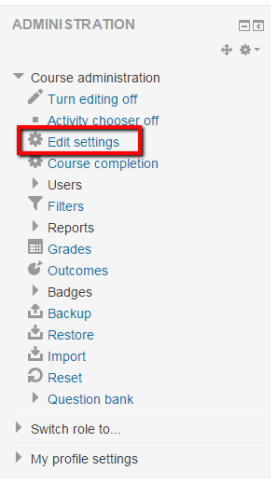 ADMINISTRATION
Course administration
Turn editing off
Activity chooser off
Edit settings
Course completion
Users
Filters
Reports
Grades
Outcomes
Badges
Backup
Restore
Import
Reset
Question bank
Switch role to...
My profile settings